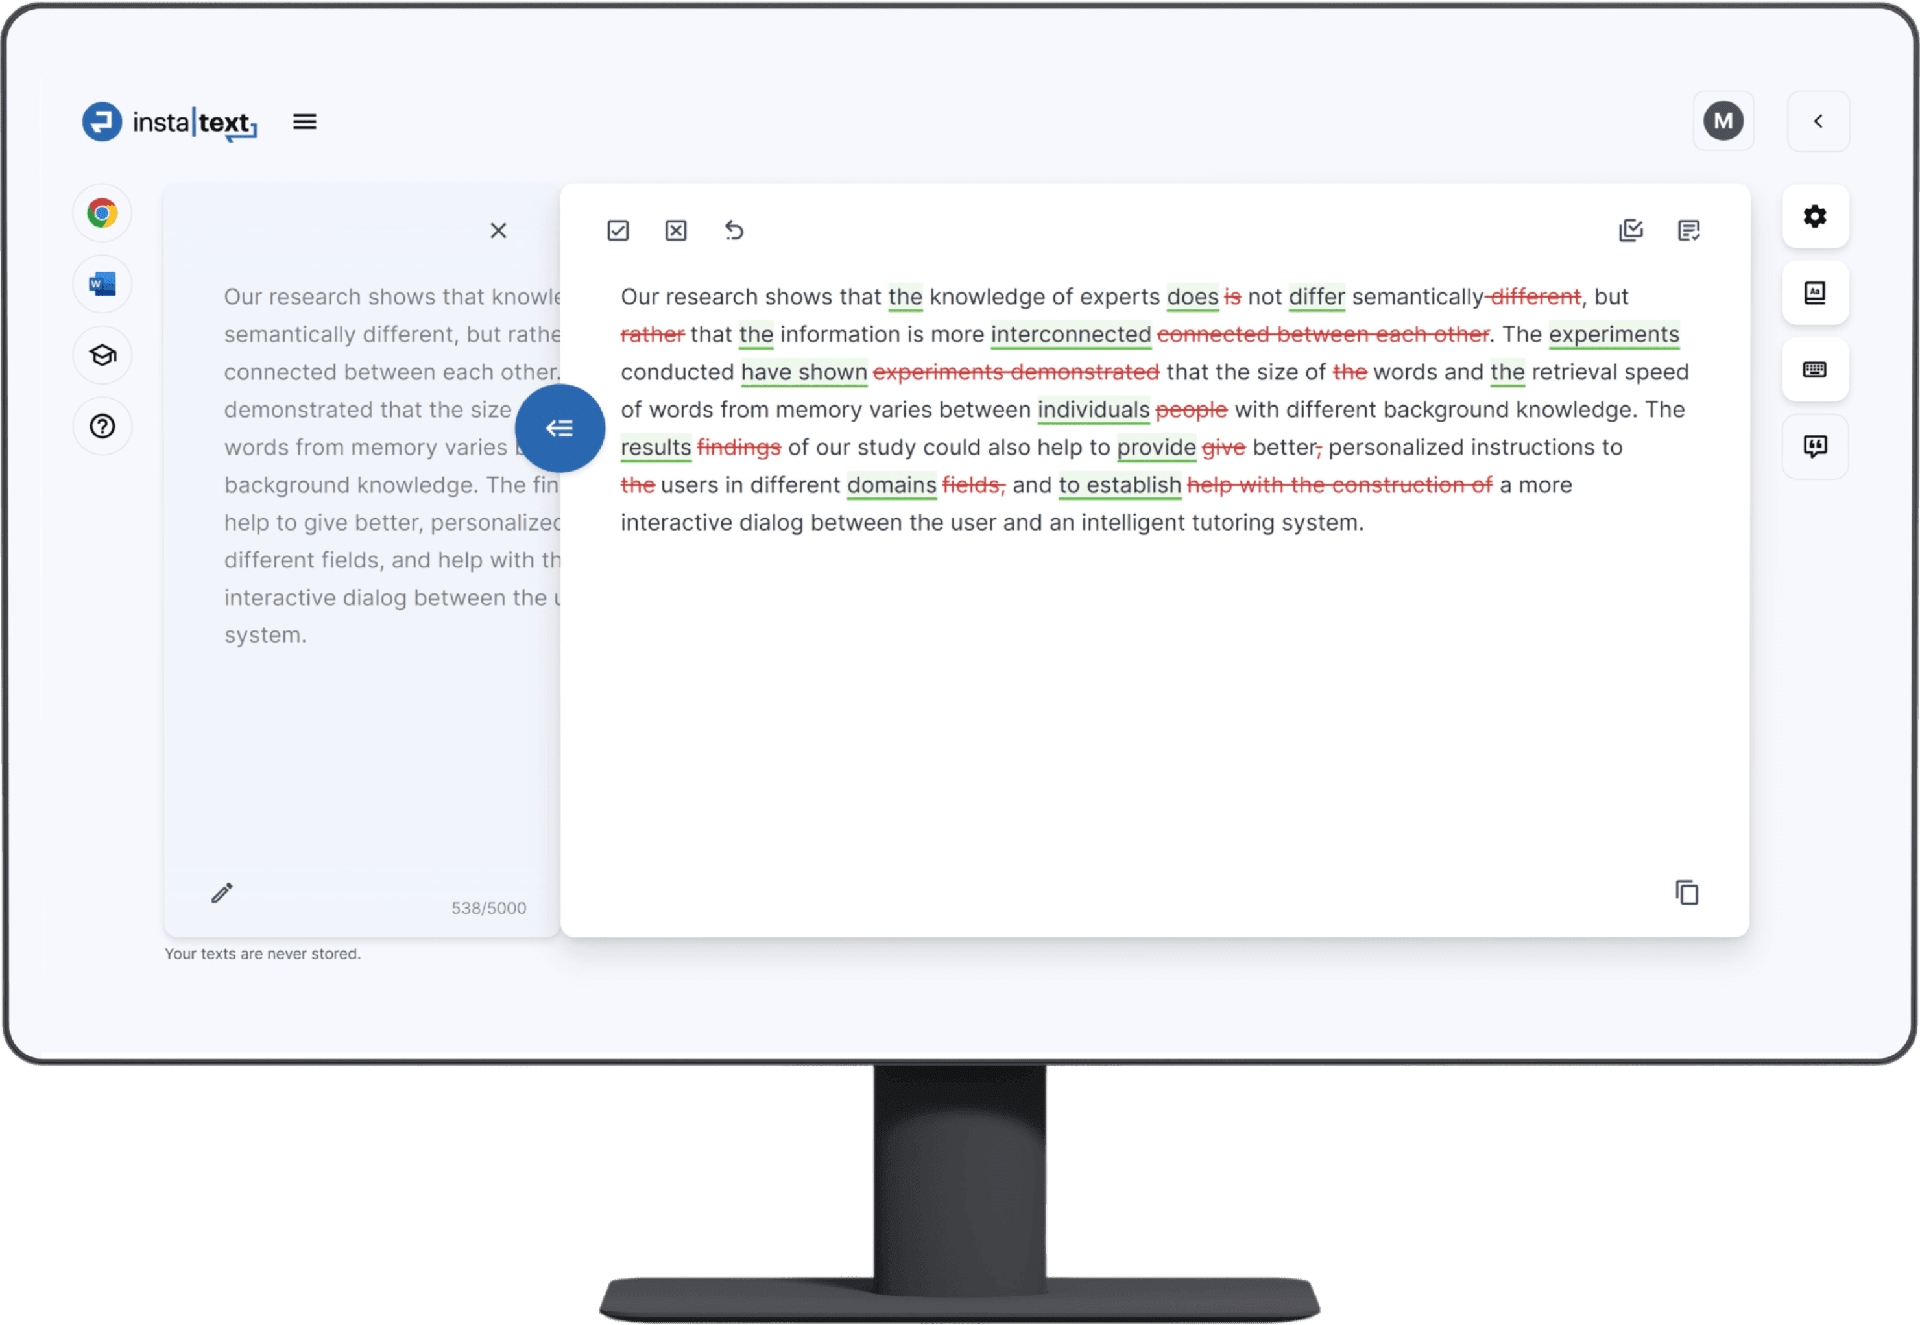 insta|text
M
Our research shows that
semantically different, but
connected between each other.
demonstrated that the size
words from memory varies
background knowledge. The
help to give better,
different fields, and help with
interactive dialog between the
system.
538/5000
Your texts are never stored.
Our research shows that the knowledge of experts does is not differ semantically different, but
rather that the information is more interconnected connected between each other. The experiments
conducted have shown experiments demonstrated that the size of the words and the retrieval speed
of words from memory varies between individuals people with different background knowledge. The
results findings of our study could also help to provide give better, personalized instructions to
the users in different domains fields, and to establish help with the construction of a more
interactive dialog between the user and an intelligent tutoring system.
W
Aa